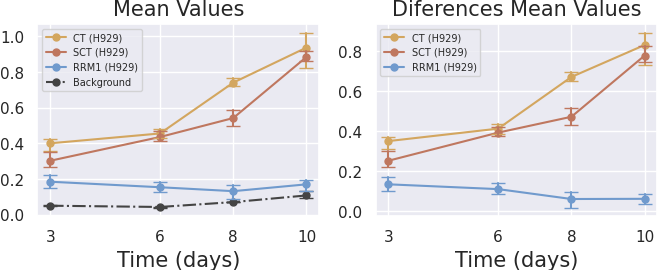 Mean Values
CT (H929)
SCT (H929)
RRM1 (H929)
Background
1.0
0.8
0.6
0.4
0.2
0.0
3 6 8 10
Time (days)
Diferences Mean Values
CT (H929)
SCT (H929)
RRM1 (H929)
0.8
0.6
0.4
0.2
0.0
3 6 8 10
Time (days)